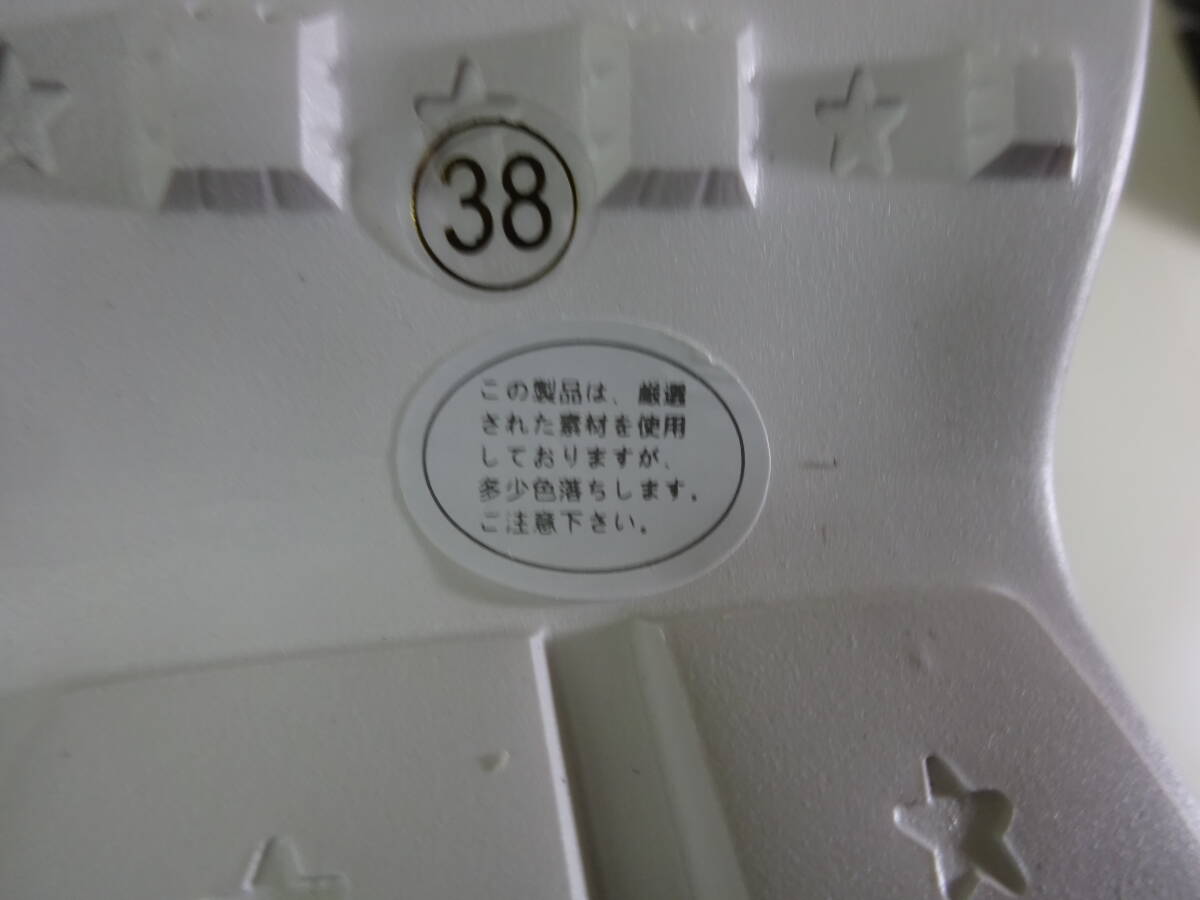 38
この製品は、厳選
された素材を使用
しておりますが、
多少色落ちします。
ご注意下さい。